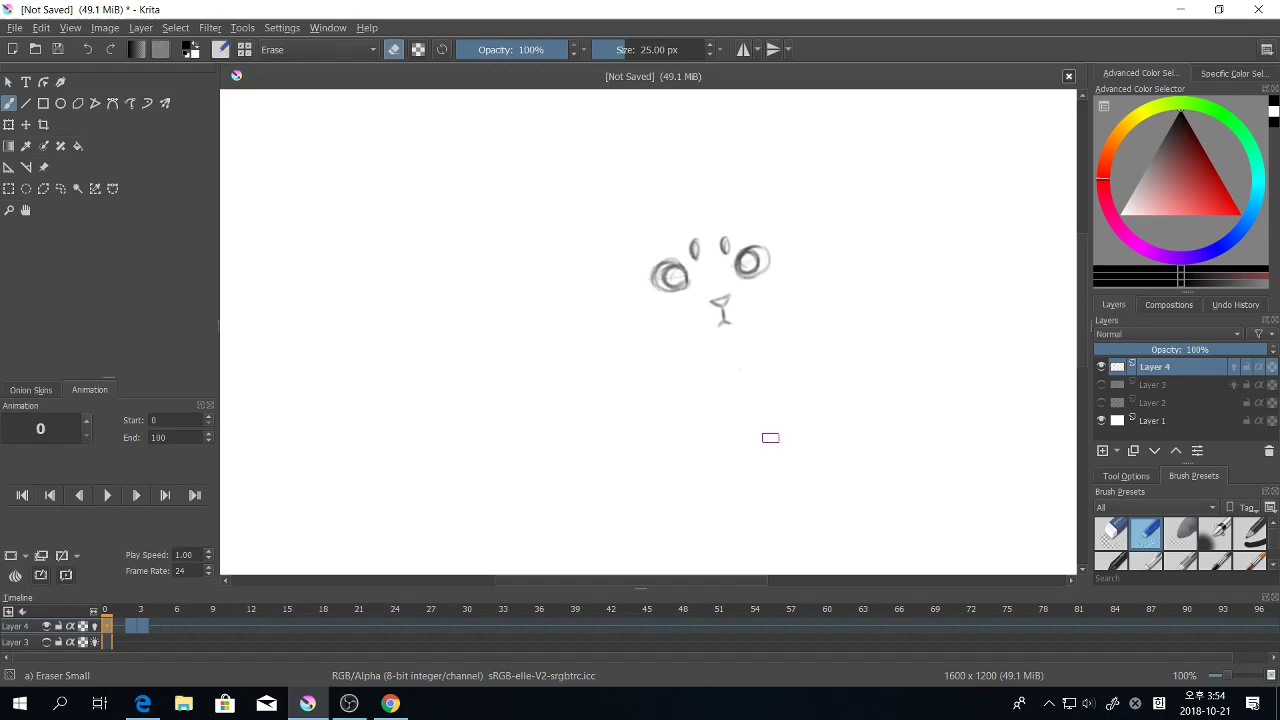 [Not Saved] (49.1 MiB) * - Krita
File Edit View Image Layer Select Filter Tools Settings Window Help
Erase Opacity: 100% Size: 25.00 px
[Not Saved] (49.1 MiB)
Advanced Color Sel... Specific Color Sel...
Advanced Color Selector
Layers Compositions Undo History
Layers
Normal
Opacity: 100%
Layer 4
Layer 3
Layer 2
Layer 1
Onion Skins Animation
Animation
0
Start: 0
End: 100
Tool Options Brush Presets
Brush Presets
All Tag
Search
Play Speed: 1.00
Frame Rate: 24
Timeline
0 3 6 9 12 15 18 21 24 27 30 33 36 39 42 45 48 51 54 57 60 63 66 69 72 75 78 81 84 87 90 93 96
Layer 4
Layer 3
a) Eraser Small
RGB/Alpha (8-bit integer/channel) sRGB-elle-V2-srgbtrc.icc
1600 x 1200 (49.1 MiB)
100%
오후 3:54
2018-10-21